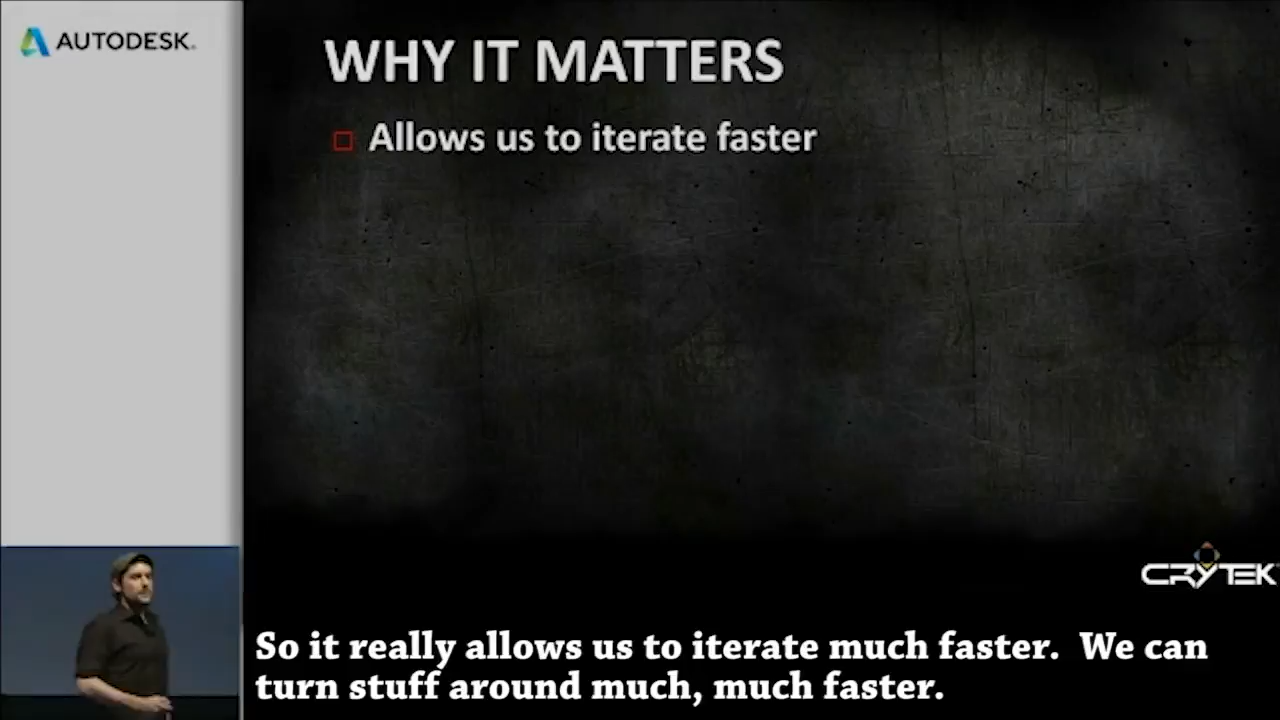 AUTODESK.
WHY IT MATTERS
Allows us to iterate faster
CRYTEK
So it really allows us to iterate much faster. We can
turn stuff around much, much faster.